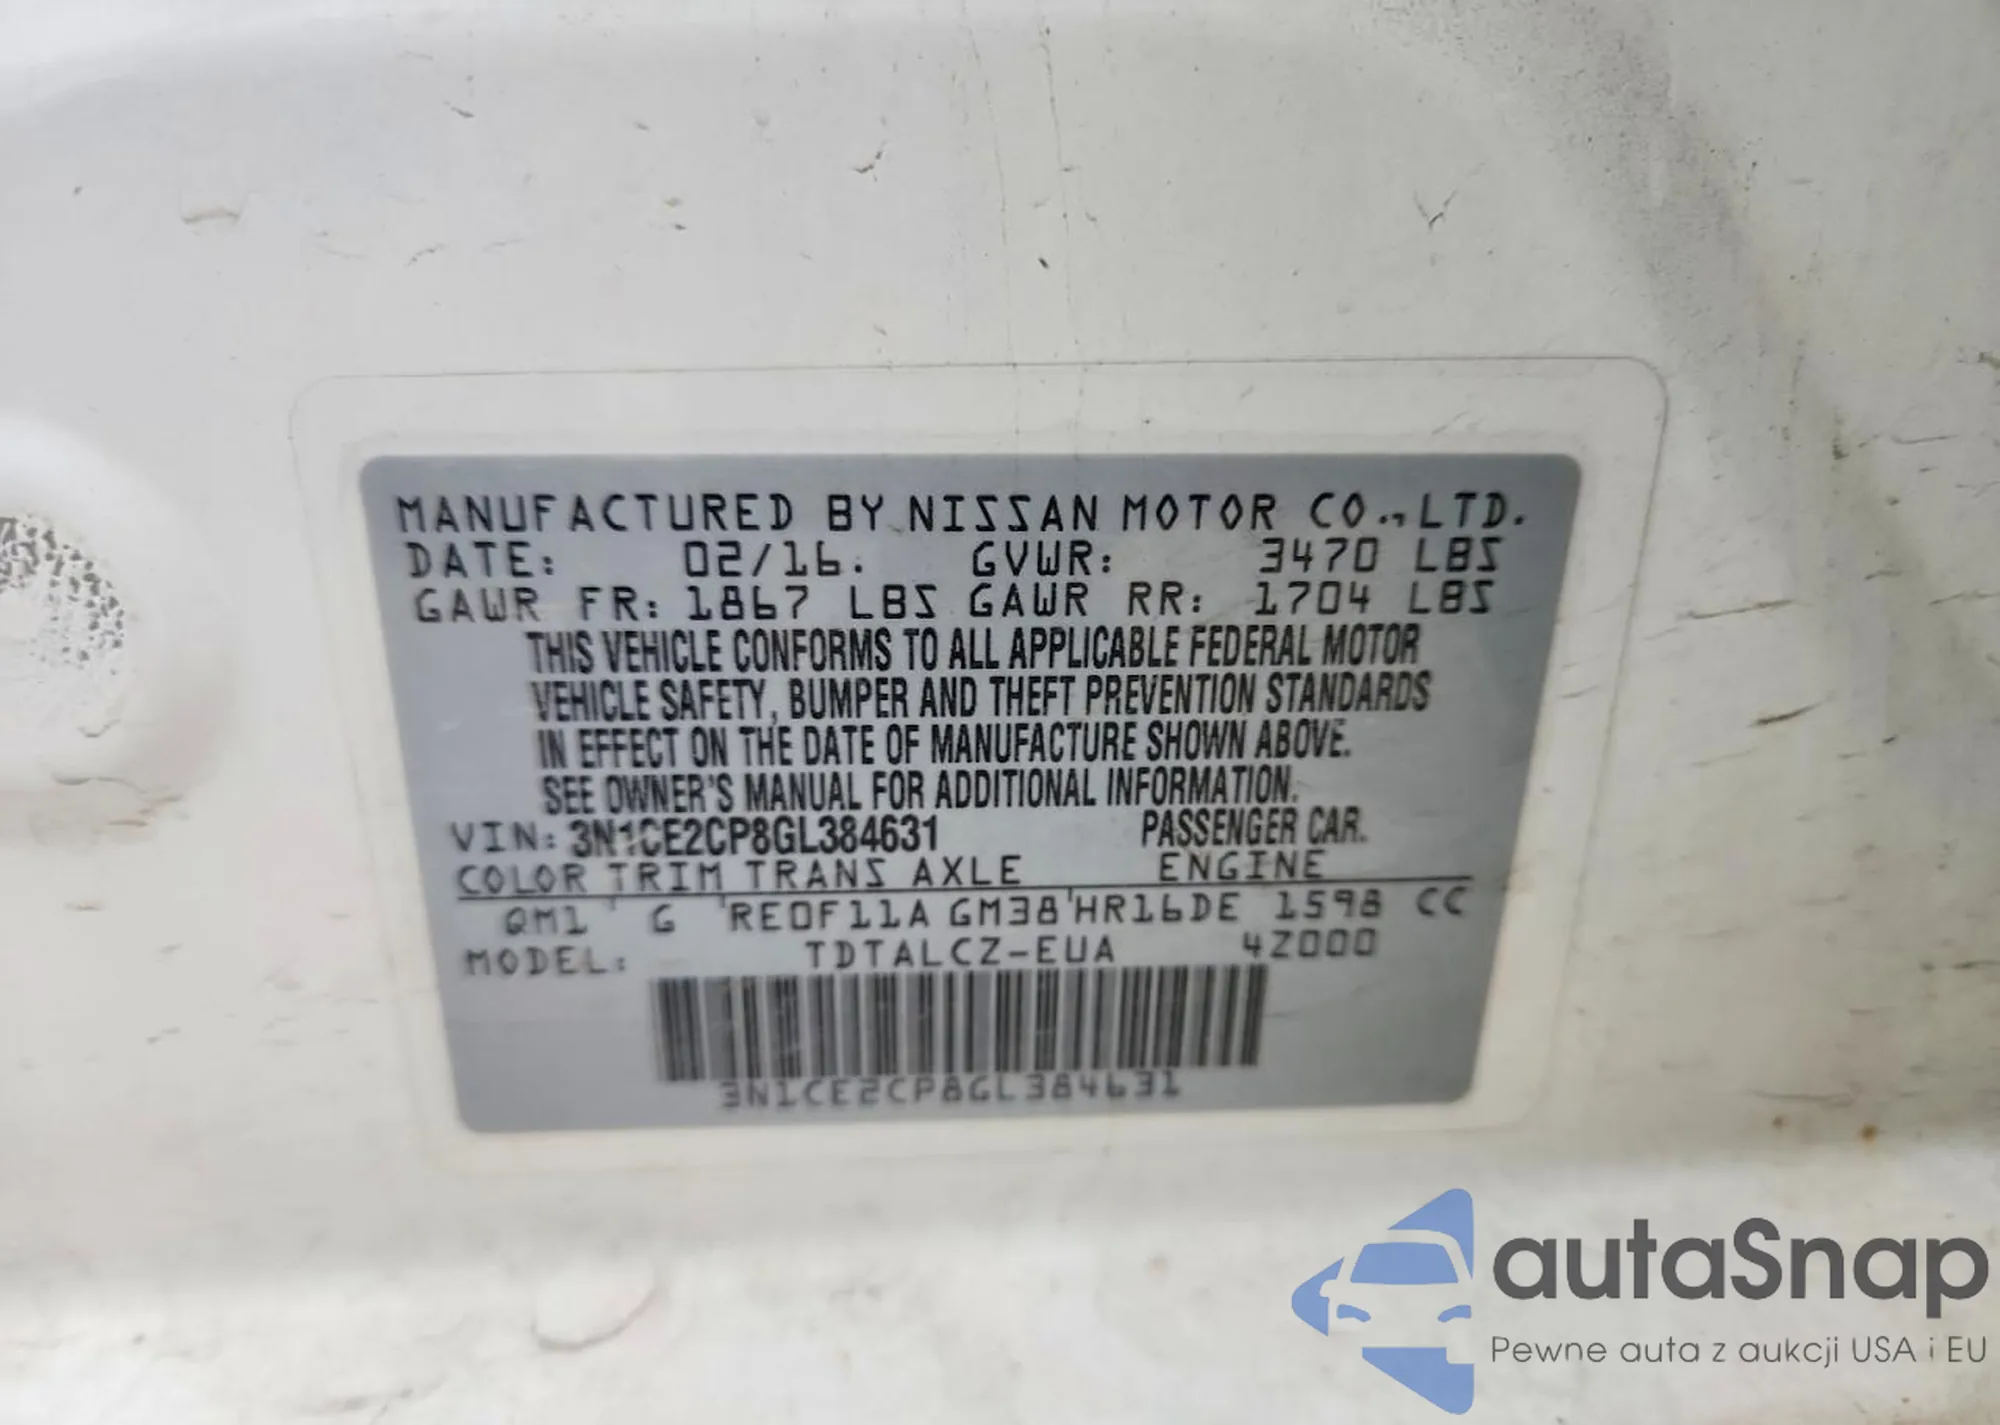 MANUFACTURED BY NISSAN MOTOR CO., LTD.
DATE: 02/16. GVWR: 3470 LBS
GAWR FR: 1867 LBS GAWR RR: 1704 LBS
THIS VEHICLE CONFORMS TO ALL APPLICABLE FEDERAL MOTOR
VEHICLE SAFETY, BUMPER AND THEFT PREVENTION STANDARDS
IN EFFECT ON THE DATE OF MANUFACTURE SHOWN ABOVE.
SEE OWNER'S MANUAL FOR ADDITIONAL INFORMATION.
VIN: 3N1CE2CP8GL384631 PASSENGER CAR.
COLOR TRIM TRANS AXLE ENGINE
QM1 ' G 'RE0F11A GM38'HR16DE 1598 CC
MODEL: TDTALCZ-EUA 4Z000
3N1CE2CP8GL384631
autaSnap
Pewne auta z aukcji USA i EU